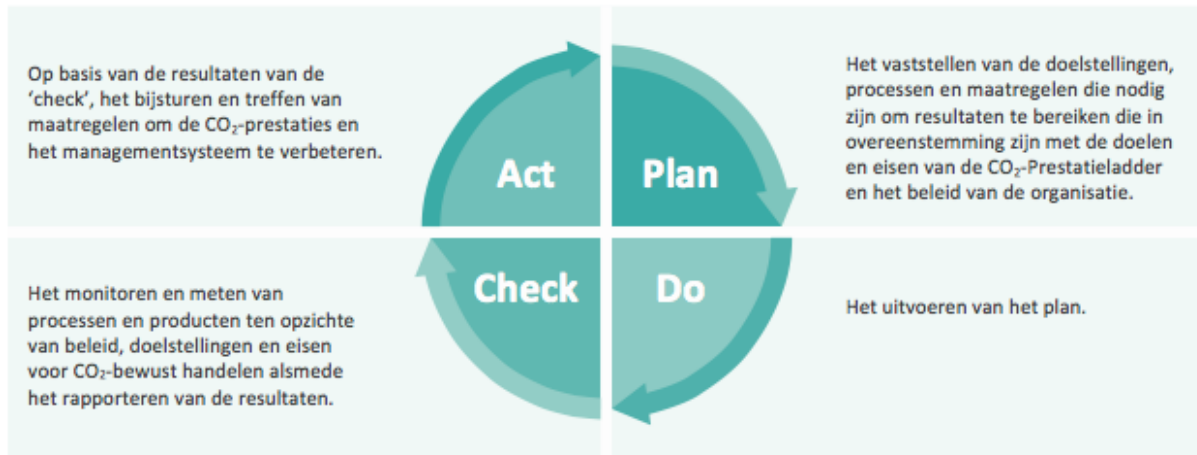 Op basis van de resultaten van de
‘check’, het bijsturen en treffen van
maatregelen om de CO₂-prestaties en
het managementsysteem te verbeteren.
Act
Plan
Het vaststellen van de doelstellingen,
processen en maatregelen die nodig
zijn om resultaten te bereiken die in
overeenstemming zijn met de doelen
en eisen van de CO₂-Prestatieladder
en het beleid van de organisatie.
Het monitoren en meten van
processen en producten ten opzichte
van beleid, doelstellingen en eisen
voor CO₂-bewust handelen alsmede
het rapporteren van de resultaten.
Check
Do
Het uitvoeren van het plan.